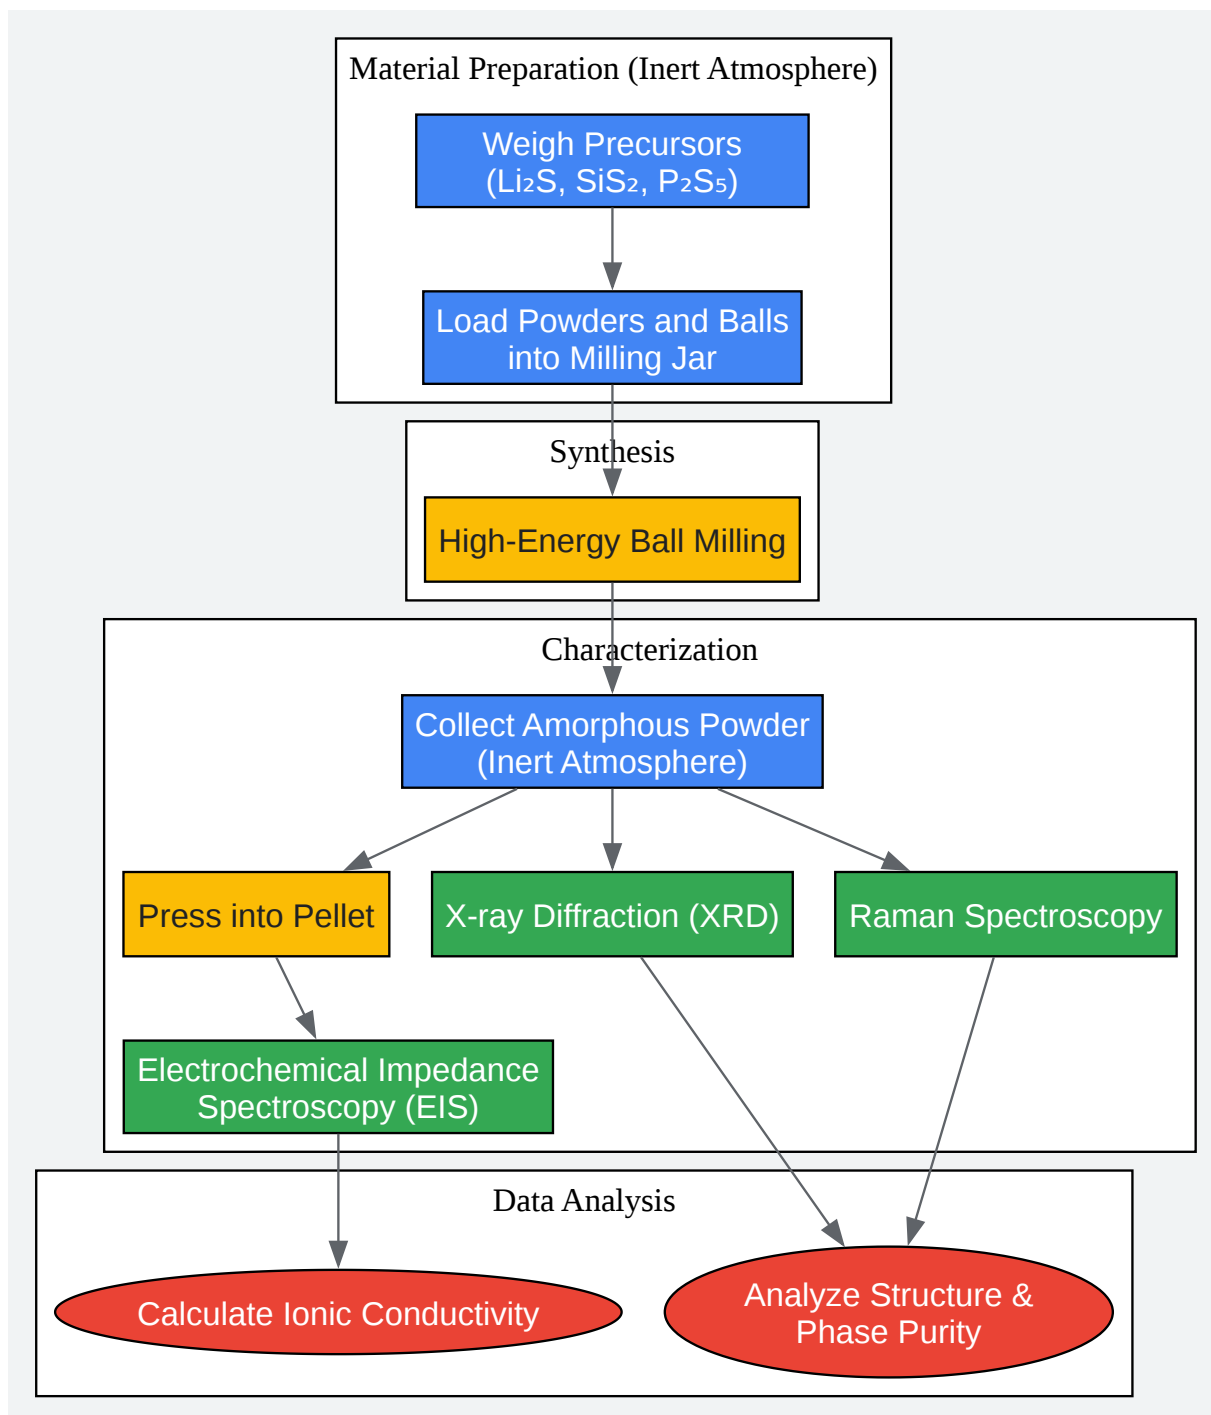 Material Preparation (Inert Atmosphere)
Weigh Precursors
(Li₂S, SiS₂, P₂S₅)
Load Powders and Balls
into Milling Jar
Synthesis
High-Energy Ball Milling
Characterization
Collect Amorphous Powder
(Inert Atmosphere)
Press into Pellet
X-ray Diffraction (XRD)
Raman Spectroscopy
Electrochemical Impedance
Spectroscopy (EIS)
Data Analysis
Calculate Ionic Conductivity
Analyze Structure &
Phase Purity